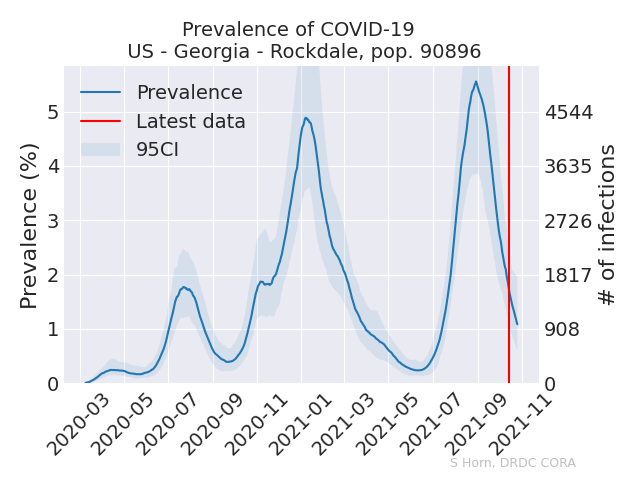 Prevalence of COVID-19
US - Georgia - Rockdale, pop. 90896
Prevalence
Latest data
95CI
Prevalence (%)
5
4
3
2
1
0
4544
3635
2726
1817
908
0
# of infections
2020-03
2020-05
2020-07
2020-09
2020-11
2021-01
2021-03
2021-05
2021-07
2021-09
2021-11
S Horn, DRDC CORA